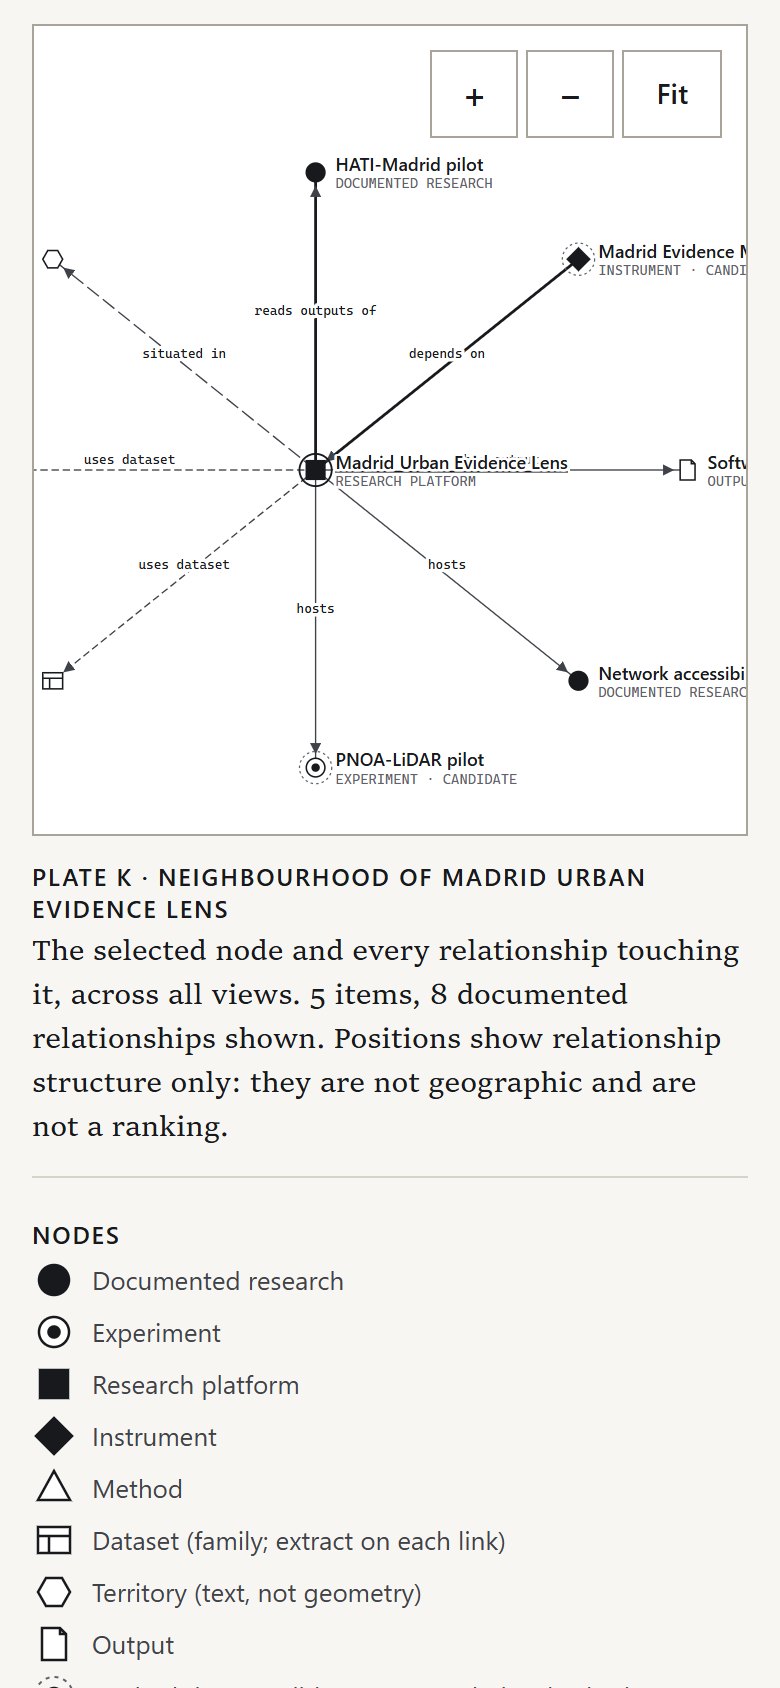 + − Fit
HATI-Madrid pilot
DOCUMENTED RESEARCH
Madrid Evidence
INSTRUMENT · CANDI
reads outputs of
situated in
depends on
uses dataset
Madrid Urban Evidence Lens
RESEARCH PLATFORM
Softw
OUTPU
uses dataset
hosts
hosts
Network accessibi
DOCUMENTED RESEARC
PNOA-LiDAR pilot
EXPERIMENT · CANDIDATE
PLATE K · NEIGHBOURHOOD OF MADRID URBAN
EVIDENCE LENS
The selected node and every relationship touching
it, across all views. 5 items, 8 documented
relationships shown. Positions show relationship
structure only: they are not geographic and are
not a ranking.
NODES
Documented research
Experiment
Research platform
Instrument
Method
Dataset (family; extract on each link)
Territory (text, not geometry)
Output